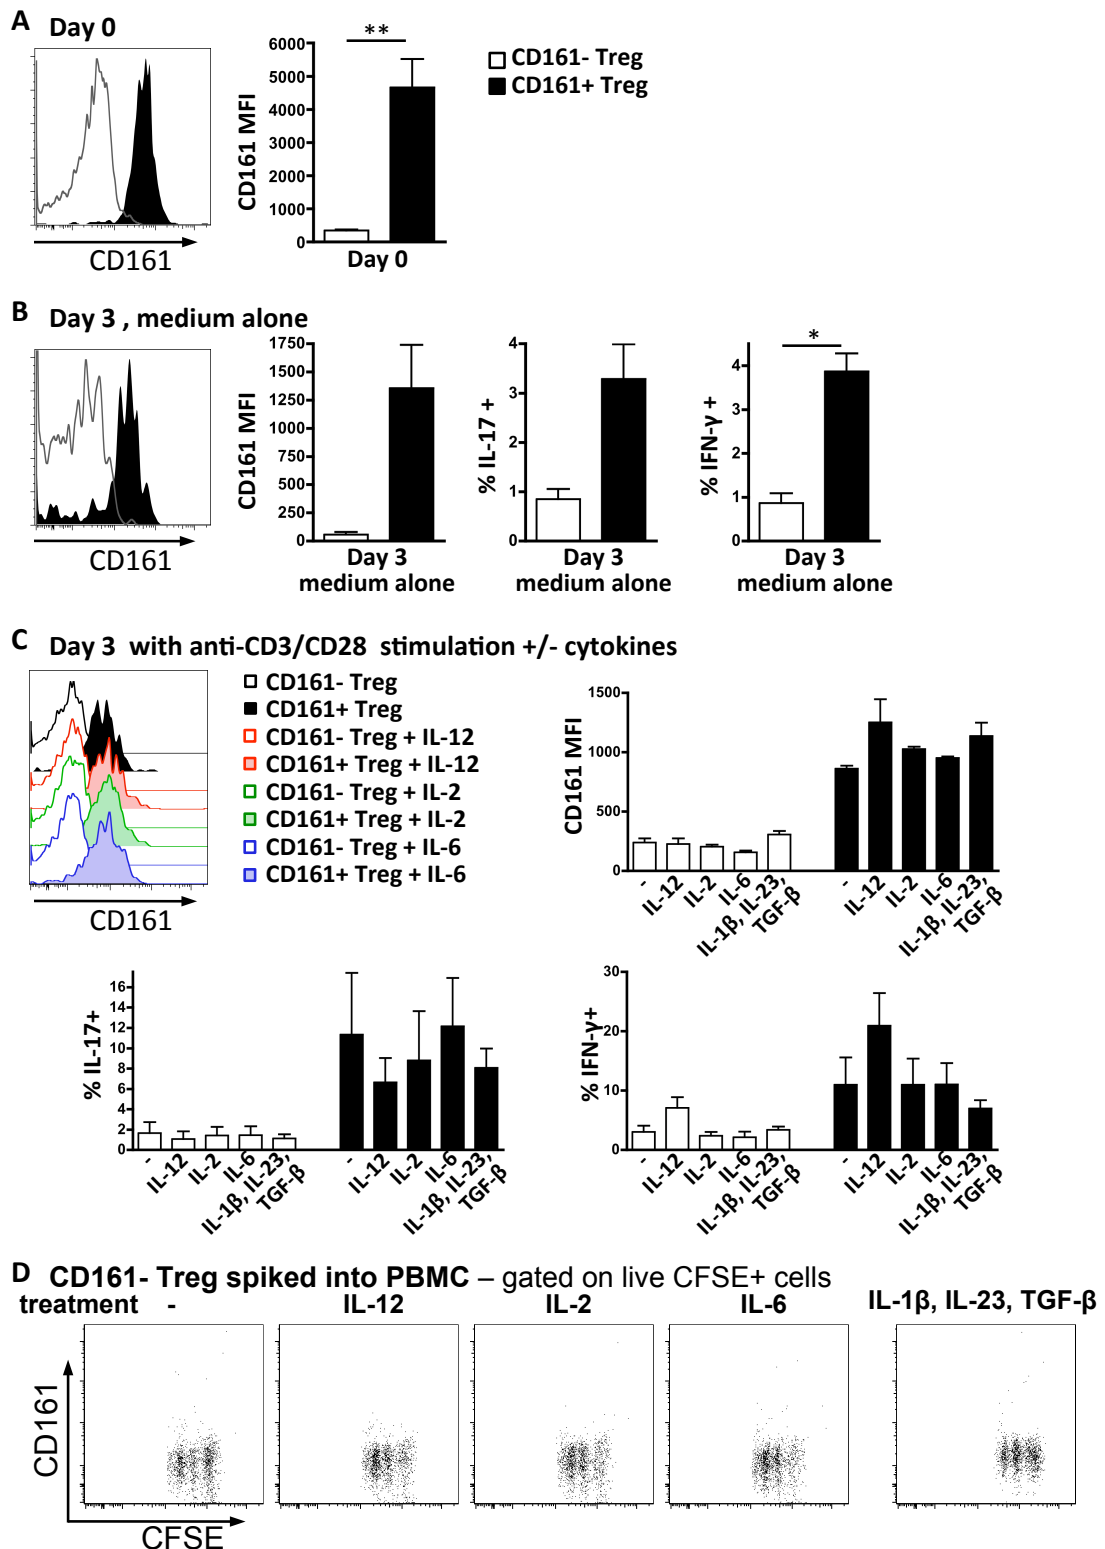 A Day 0
CD161
CD161 MFI
6000
5000
4000
3000
2000
1000
0
**
Day 0
CD161- Treg
CD161+ Treg
B Day 3 , medium alone
CD161
CD161 MFI
1750
1500
1250
1000
750
500
250
0
Day 3
medium alone
% IL-17 +
4
3
2
1
0
Day 3
medium alone
% IFN-γ +
4
3
2
1
0
*
Day 3
medium alone
C Day 3 with anti-CD3/CD28 stimulation +/- cytokines
CD161
CD161- Treg
CD161+ Treg
CD161- Treg + IL-12
CD161+ Treg + IL-12
CD161- Treg + IL-2
CD161+ Treg + IL-2
CD161- Treg + IL-6
CD161+ Treg + IL-6
CD161 MFI
1500
1000
500
0
-
IL-12
IL-2
IL-6
IL-1β, IL-23,
TGF-β
-
IL-12
IL-2
IL-6
IL-1β, IL-23,
TGF-β
% IL-17+
16
14
12
10
8
6
4
2
0
-
IL-12
IL-2
IL-6
IL-1β, IL-23,
TGF-β
-
IL-12
IL-2
IL-6
IL-1β, IL-23,
TGF-β
% IFN-γ+
30
20
10
0
-
IL-12
IL-2
IL-6
IL-1β, IL-23,
TGF-β
-
IL-12
IL-2
IL-6
IL-1β, IL-23,
TGF-β
D CD161- Treg spiked into PBMC – gated on live CFSE+ cells
treatment - IL-12 IL-2 IL-6 IL-1β, IL-23, TGF-β
CD161
CFSE